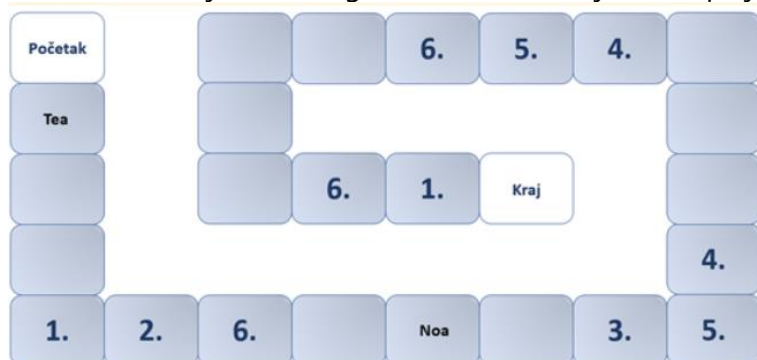 Početak 6. 5. 4.
Tea
6. 1. Kraj
4.
1. 2. 6. Noa 3. 5.